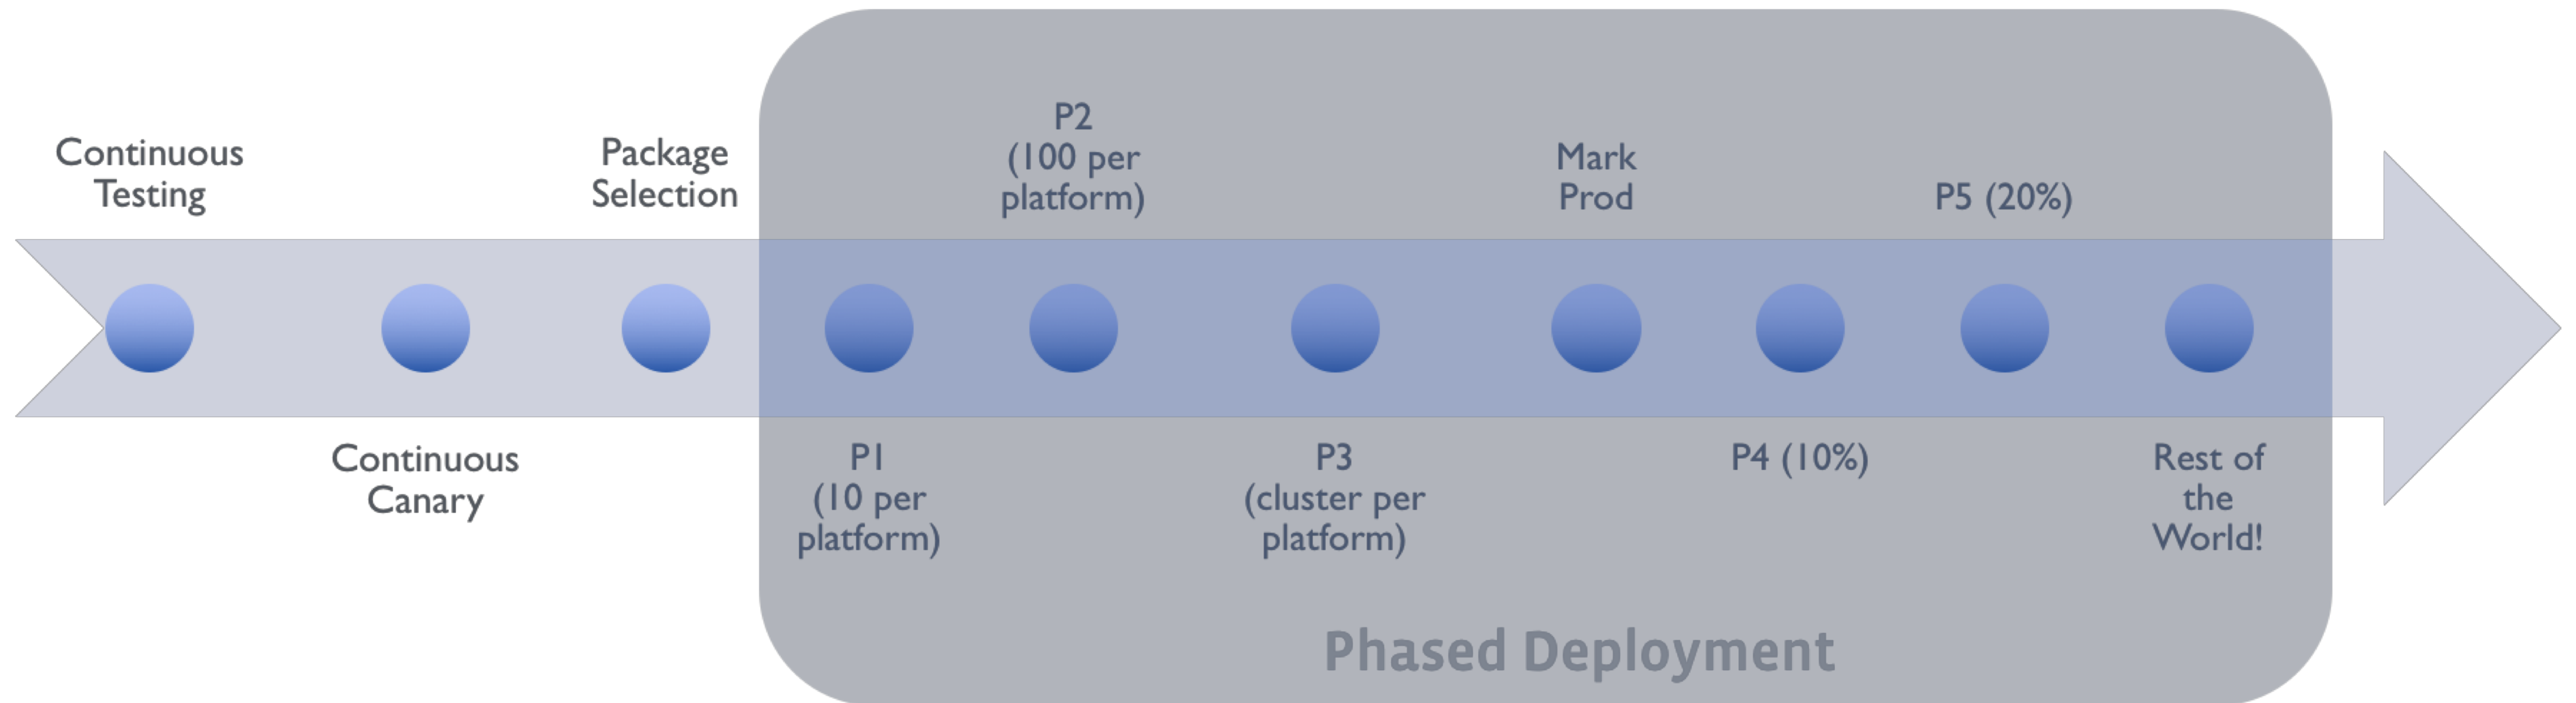 Continuous
Testing
Continuous
Canary
Package
Selection
P1
(10 per
platform)
P2
(100 per
platform)
P3
(cluster per
platform)
Mark
Prod
P4 (10%)
P5 (20%)
Rest of
the
World!
Phased Deployment